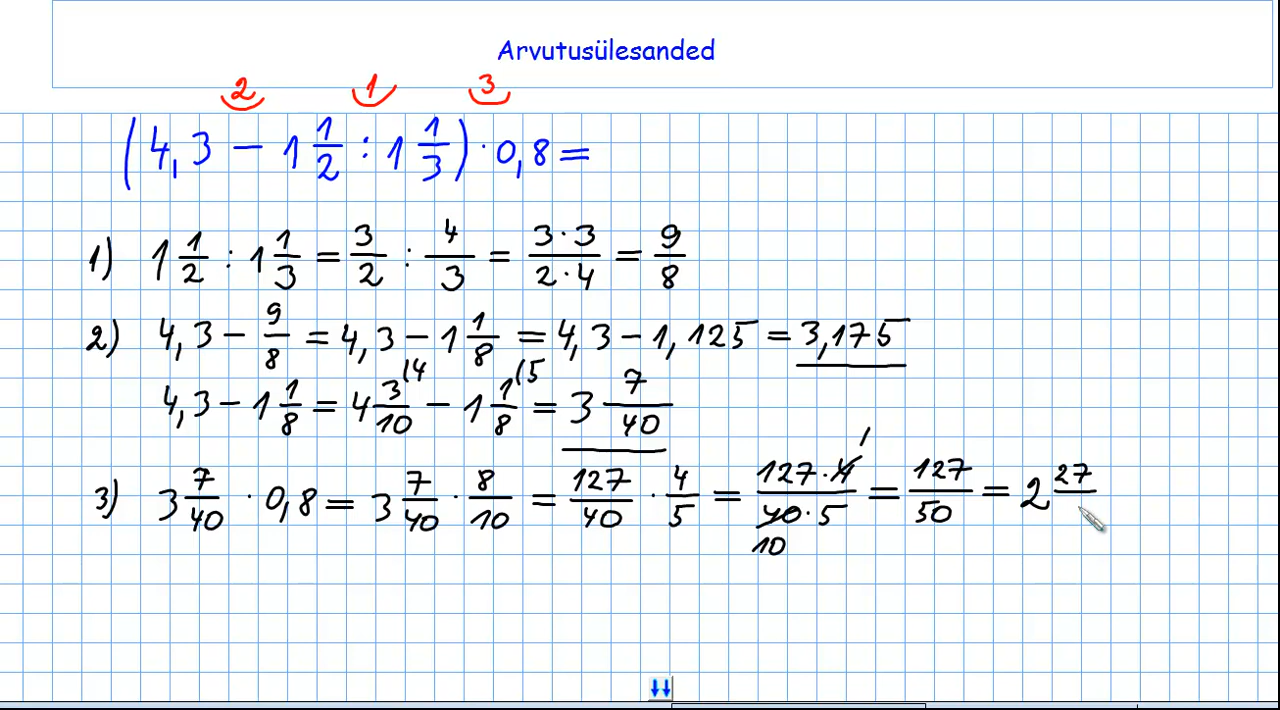 Arvutusülesanded
2 1 3
(4,3 − 1 1/2 : 1 1/3) · 0,8 =
1) 1 1/2 : 1 1/3 = 3/2 : 4/3 = 3·3/2·4 = 9/8
2) 4,3 − 9/8 = 4,3 − 1 1/8 = 4,3 − 1,125 = 3,175
4,3 − 1 1/8 = 4 3/10 (4 − 1 1/8 (5 = 3 7/40
3) 3 7/40 · 0,8 = 3 7/40 · 8/10 = 127/40 · 4/5 = 127·4/40·5 = 127/50 = 2 27/
1
10